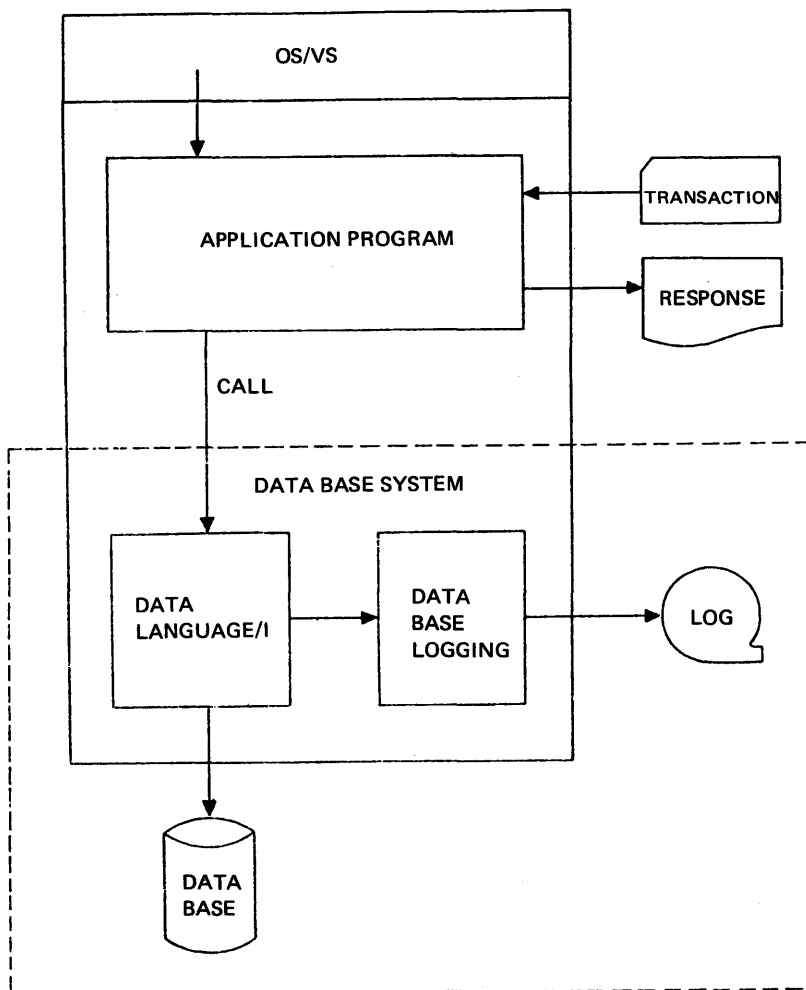 OS/VS
APPLICATION PROGRAM
TRANSACTION
RESPONSE
CALL
DATA BASE SYSTEM
DATA
LANGUAGE/I
DATA
BASE
LOGGING
LOG
DATA
BASE